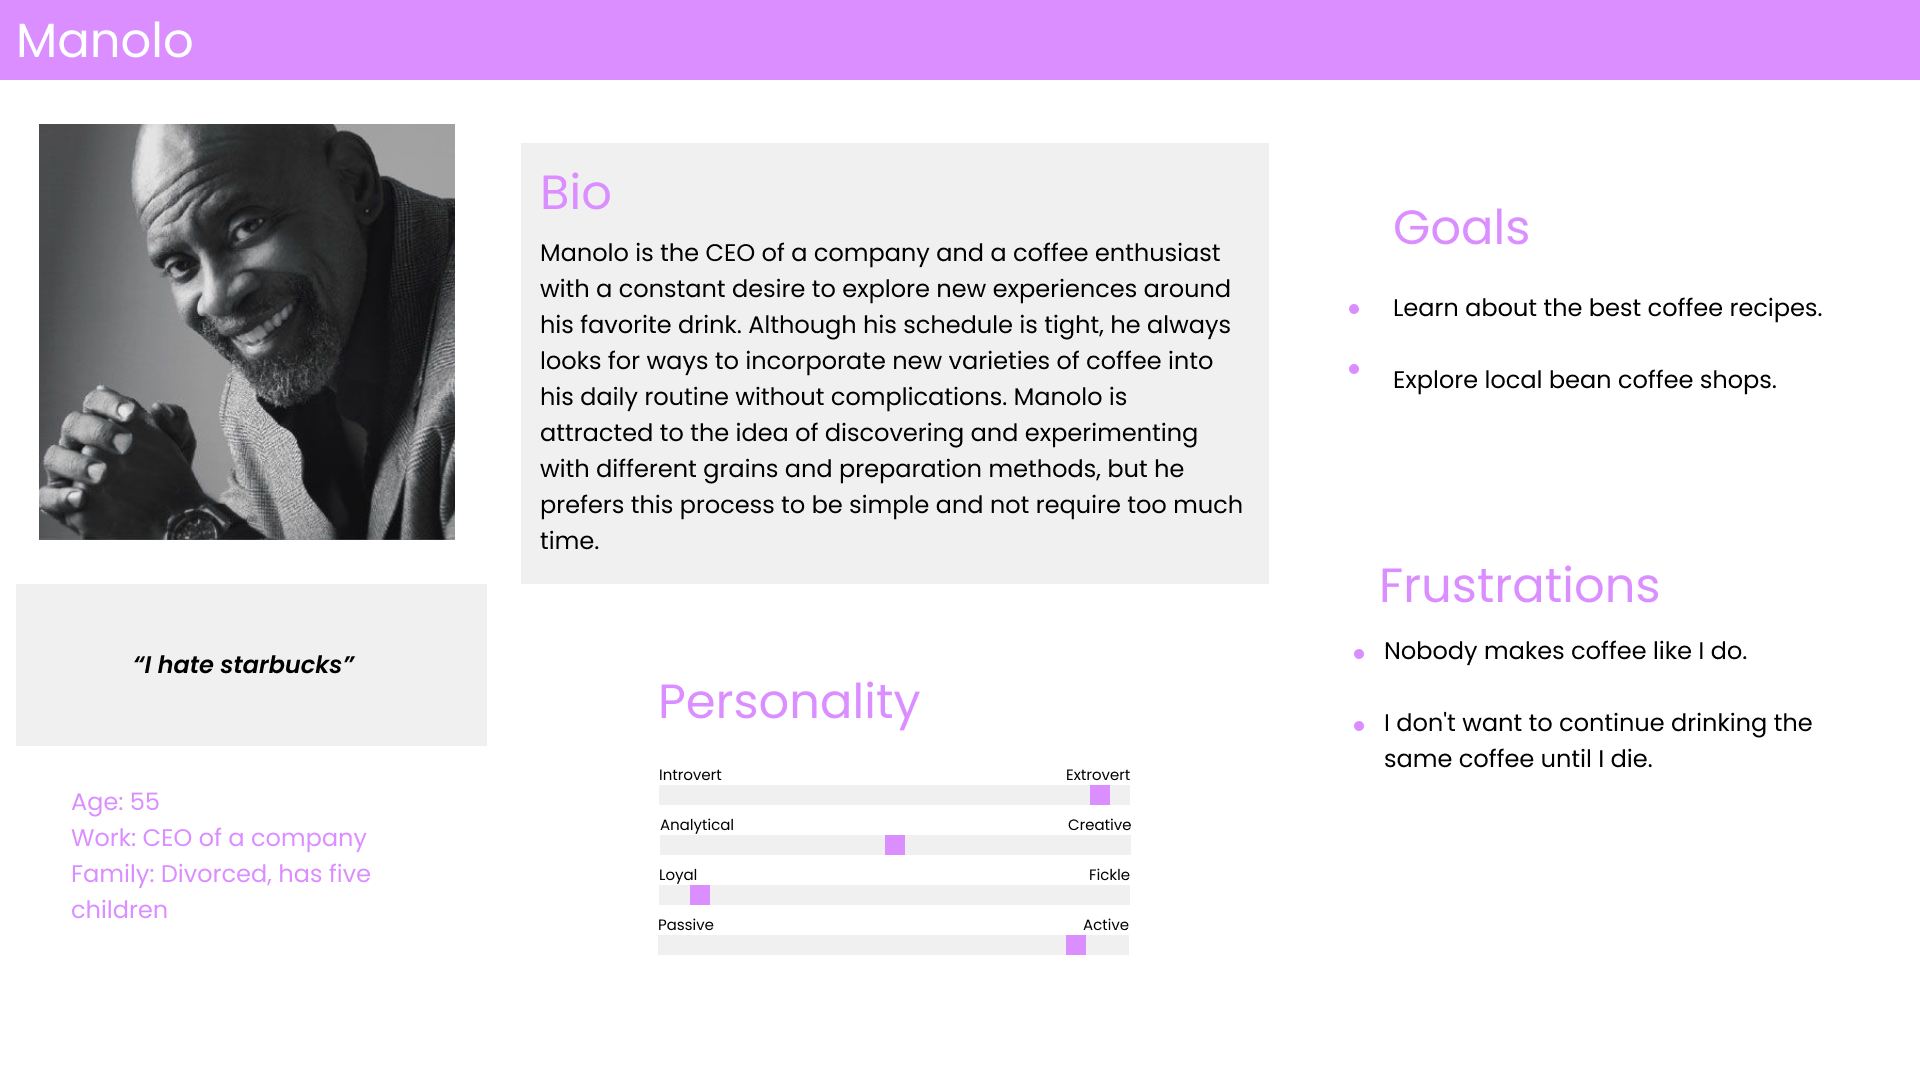 Manolo
Bio
Manolo is the CEO of a company and a coffee enthusiast
with a constant desire to explore new experiences around
his favorite drink. Although his schedule is tight, he always
looks for ways to incorporate new varieties of coffee into
his daily routine without complications. Manolo is
attracted to the idea of discovering and experimenting
with different grains and preparation methods, but he
prefers this process to be simple and not require too much
time.
“I hate starbucks”
Age: 55
Work: CEO of a company
Family: Divorced, has five
children
Personality
Introvert Extrovert
Analytical Creative
Loyal Fickle
Passive Active
Goals
Learn about the best coffee recipes.
Explore local bean coffee shops.
Frustrations
Nobody makes coffee like I do.
I don't want to continue drinking the
same coffee until I die.